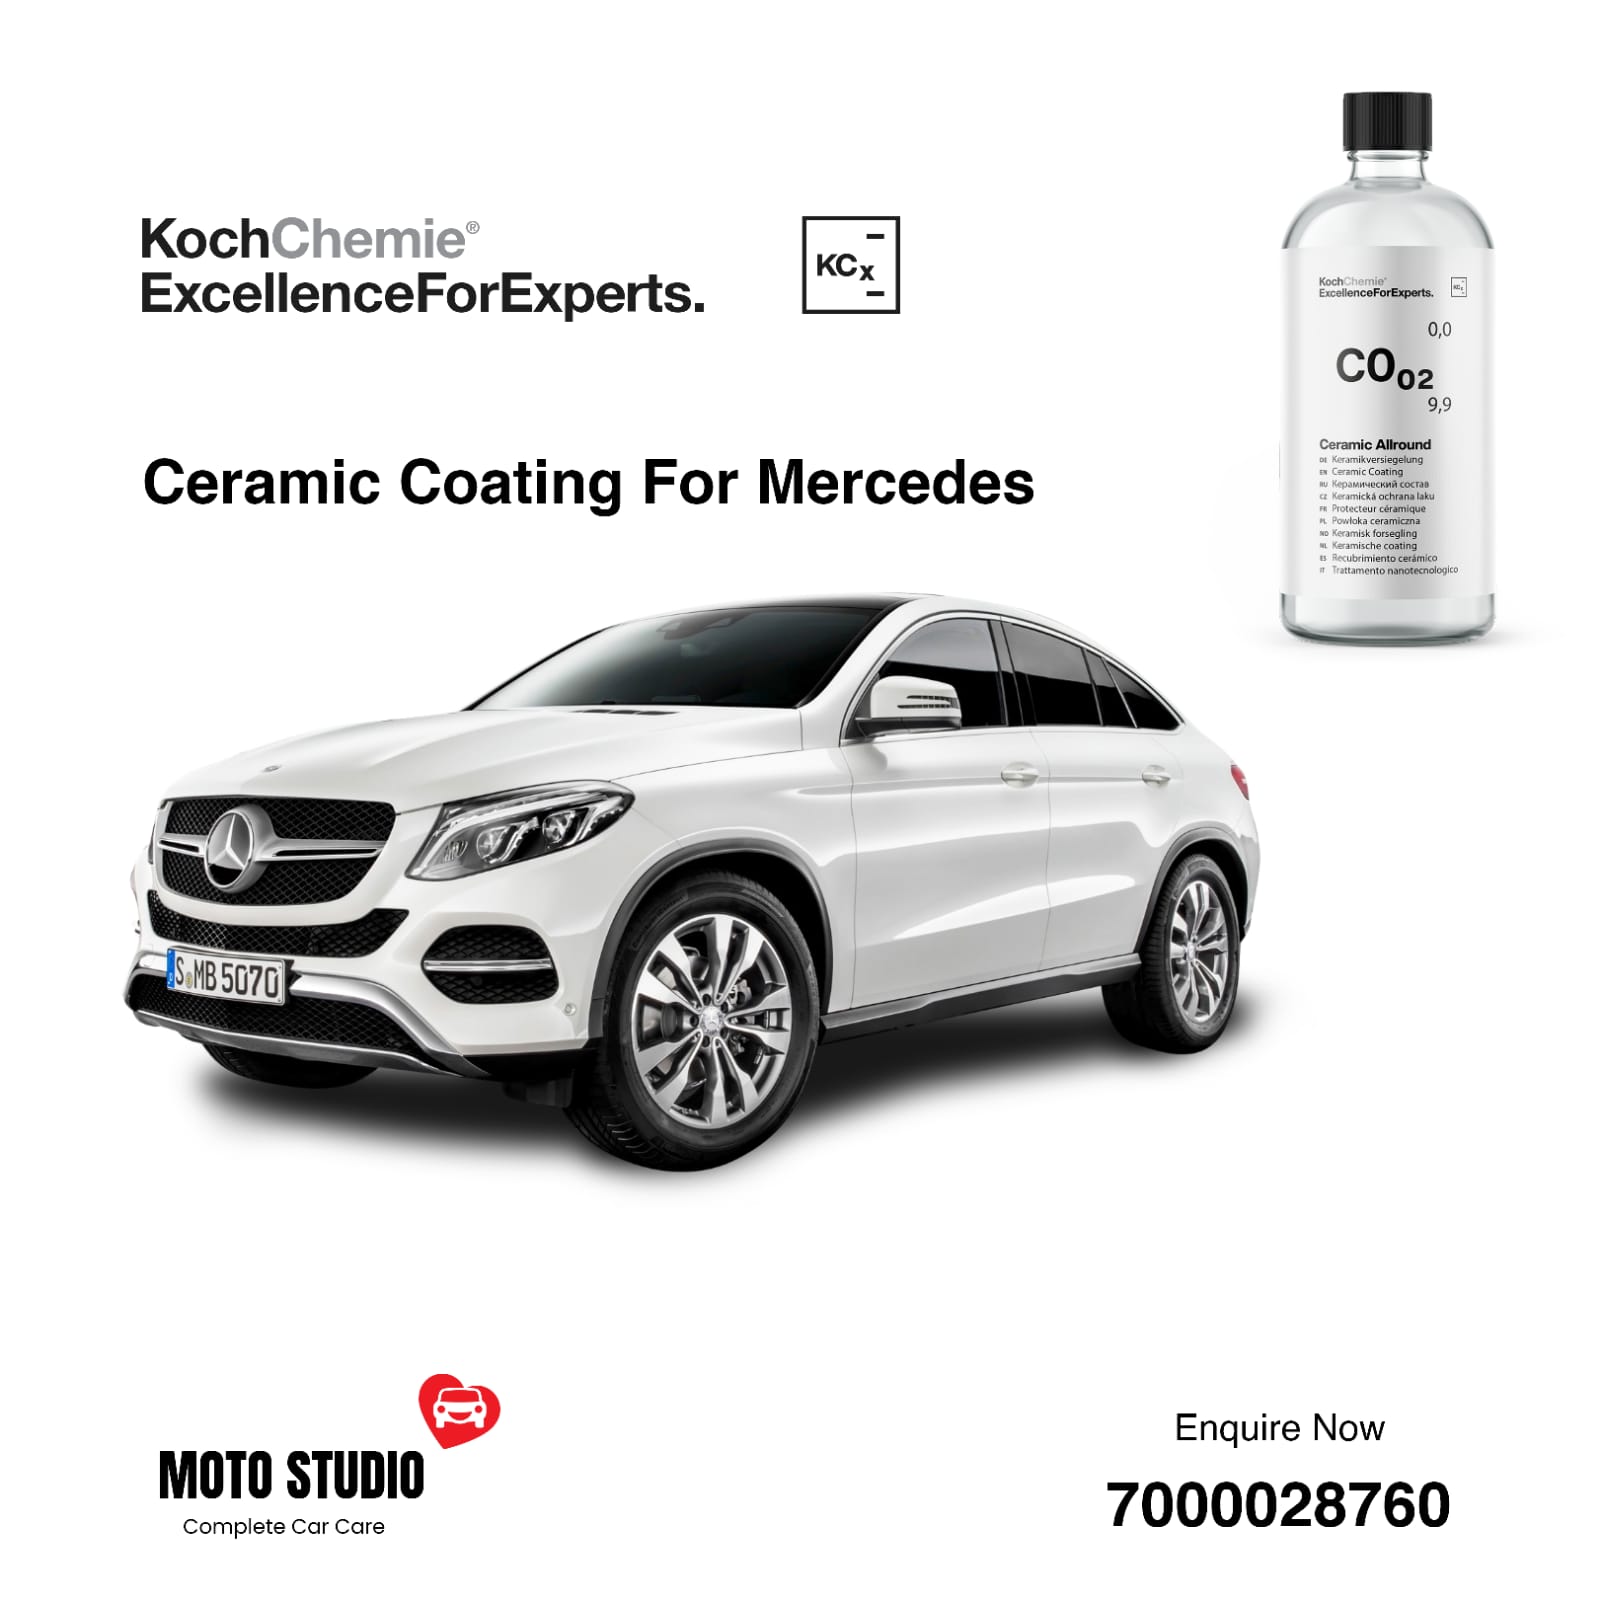 KochChemie®
ExcellenceForExperts.
KCx
Ceramic Coating For Mercedes
KochChemie®
ExcellenceForExperts.
KCx
0,0
CO02
9,9
Ceramic Allround
DE Keramikversiegelung
EN Ceramic Coating
RU Керамический состав
CZ Keramická ochrana laku
FR Protecteur céramique
PL Powłoka ceramiczna
NO Keramisk forsegling
NL Keramische coating
ES Recubrimiento cerámico
IT Trattamento nanotecnologico
S MB 5070
MOTO STUDIO
Complete Car Care
Enquire Now
7000028760